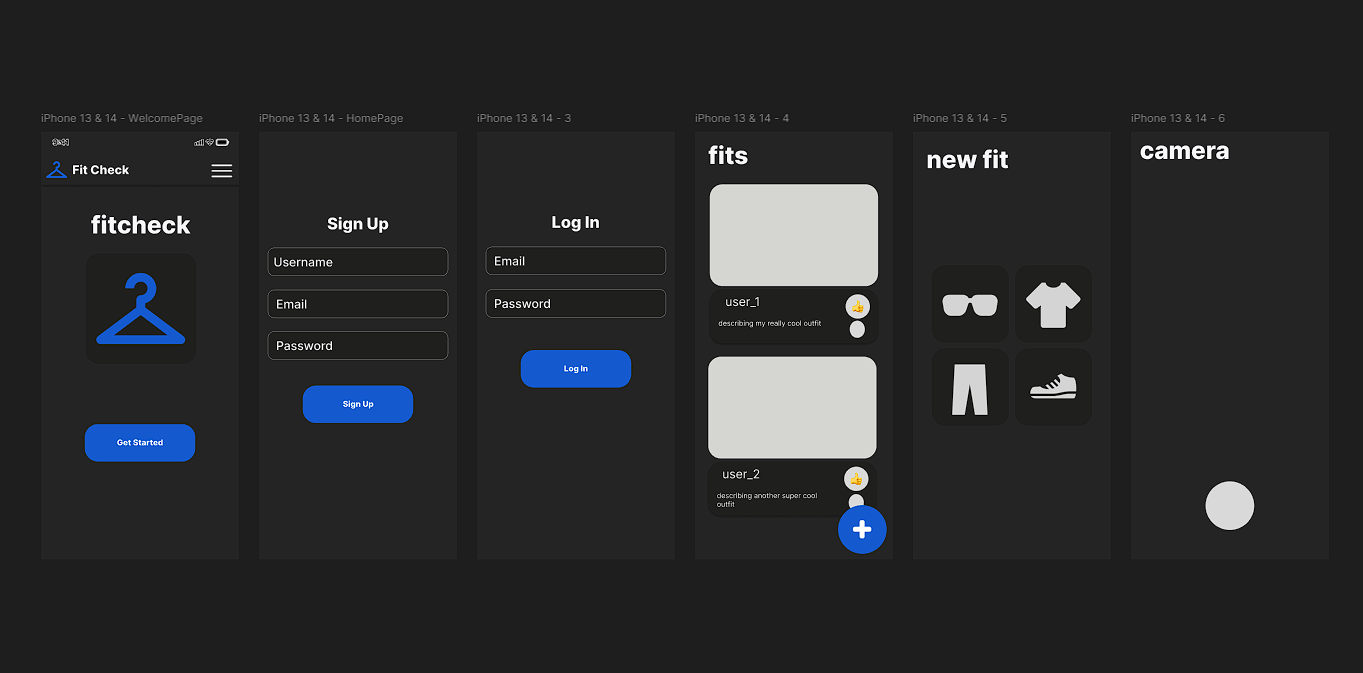 iPhone 13 & 14 - WelcomePage
Fit Check
fitcheck
Get Started
iPhone 13 & 14 - HomePage
Sign Up
Username
Email
Password
Sign Up
iPhone 13 & 14 - 3
Log In
Email
Password
Log In
iPhone 13 & 14 - 4
fits
user_1
describing my really cool outfit
user_2
describing another super cool
outfit
iPhone 13 & 14 - 5
new fit
iPhone 13 & 14 - 6
camera